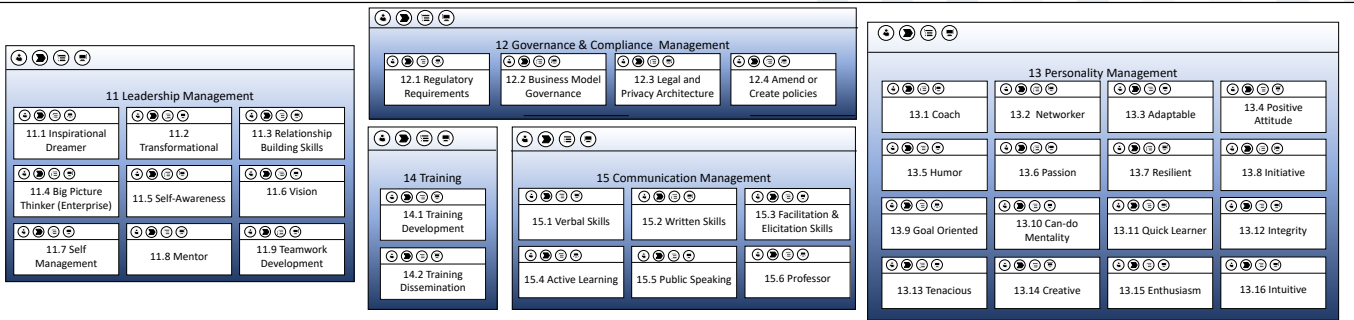 11 Leadership Management
11.1 Inspirational
Dreamer
11.2
Transformational
11.3 Relationship
Building Skills
11.4 Big Picture
Thinker (Enterprise)
11.5 Self-Awareness
11.6 Vision
11.7 Self
Management
11.8 Mentor
11.9 Teamwork
Development
12 Governance & Compliance Management
12.1 Regulatory
Requirements
12.2 Business Model
Governance
12.3 Legal and
Privacy Architecture
12.4 Amend or
Create policies
14 Training
14.1 Training
Development
14.2 Training
Dissemination
15 Communication Management
15.1 Verbal Skills
15.2 Written Skills
15.3 Facilitation &
Elicitation Skills
15.4 Active Learning
15.5 Public Speaking
15.6 Professor
13 Personality Management
13.1 Coach
13.2 Networker
13.3 Adaptable
13.4 Positive
Attitude
13.5 Humor
13.6 Passion
13.7 Resilient
13.8 Initiative
13.9 Goal Oriented
13.10 Can-do
Mentality
13.11 Quick Learner
13.12 Integrity
13.13 Tenacious
13.14 Creative
13.15 Enthusiasm
13.16 Intuitive